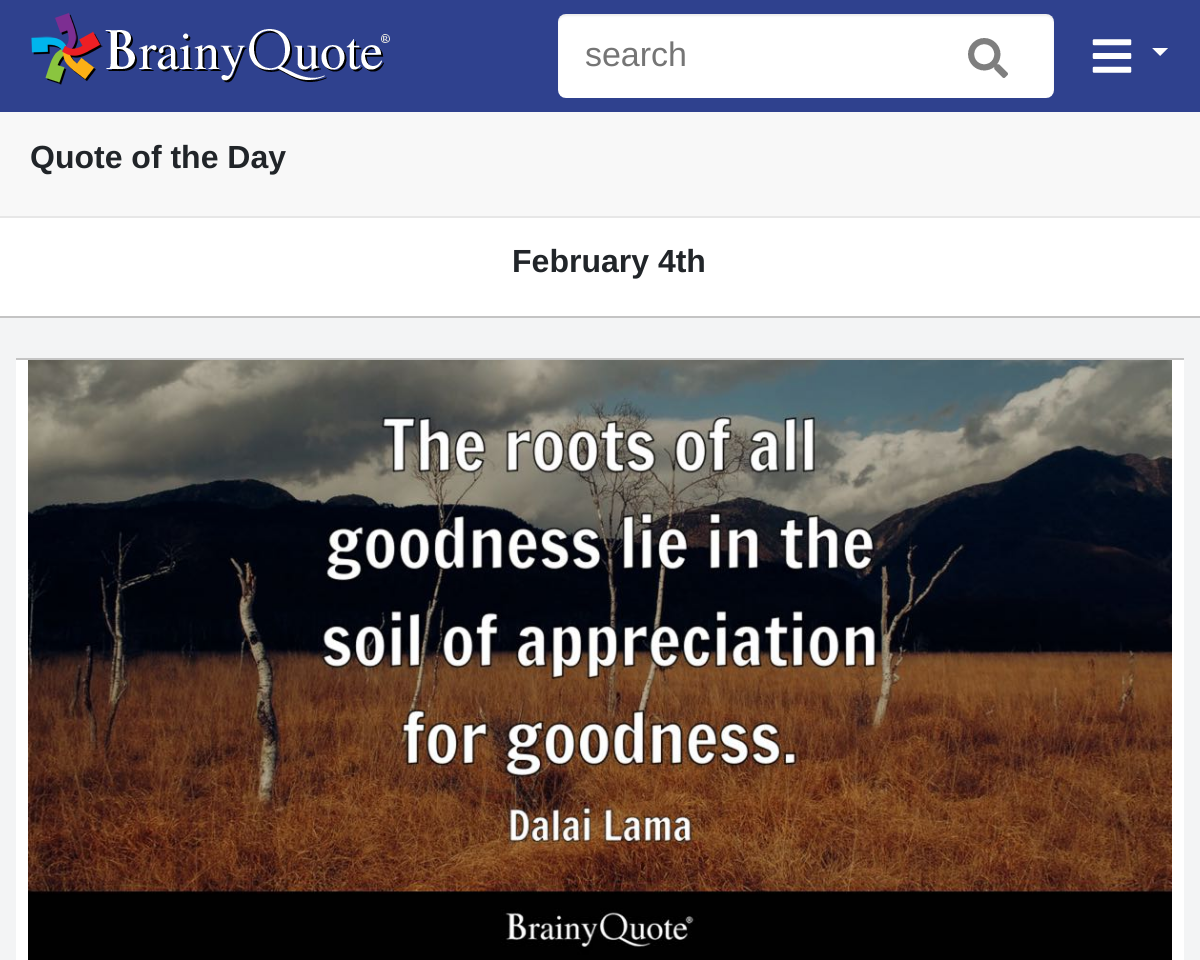 BrainyQuote®
search
Quote of the Day
February 4th
The roots of all
goodness lie in the
soil of appreciation
for goodness.
Dalai Lama
BrainyQuote®